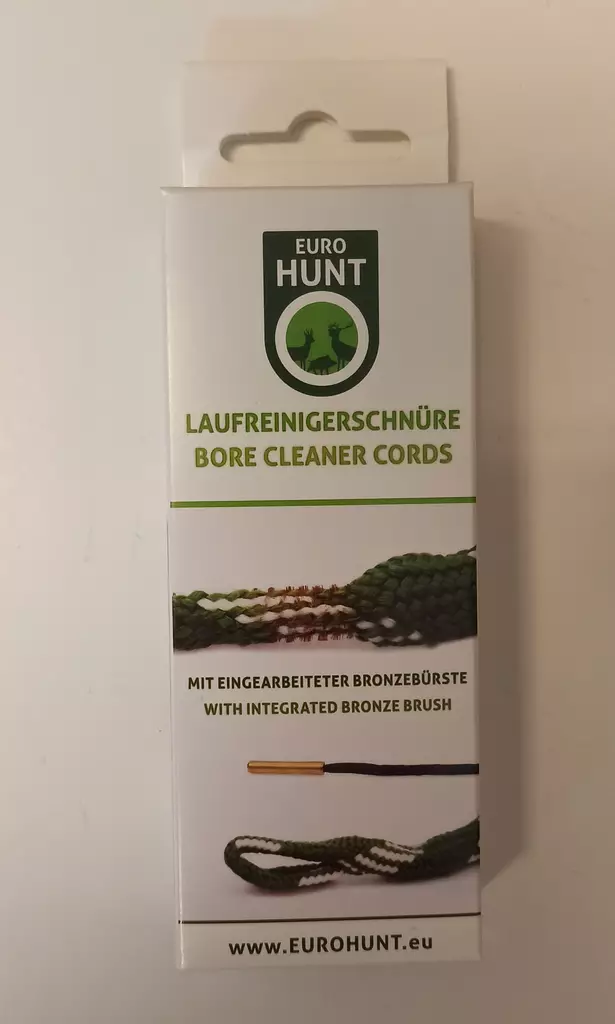 EURO
HUNT
LAUFREINIGERSCHNÜRE
BORE CLEANER CORDS
MIT EINGEARBEITETER BRONZEBÜRSTE
WITH INTEGRATED BRONZE BRUSH
www.EUROHUNT.eu